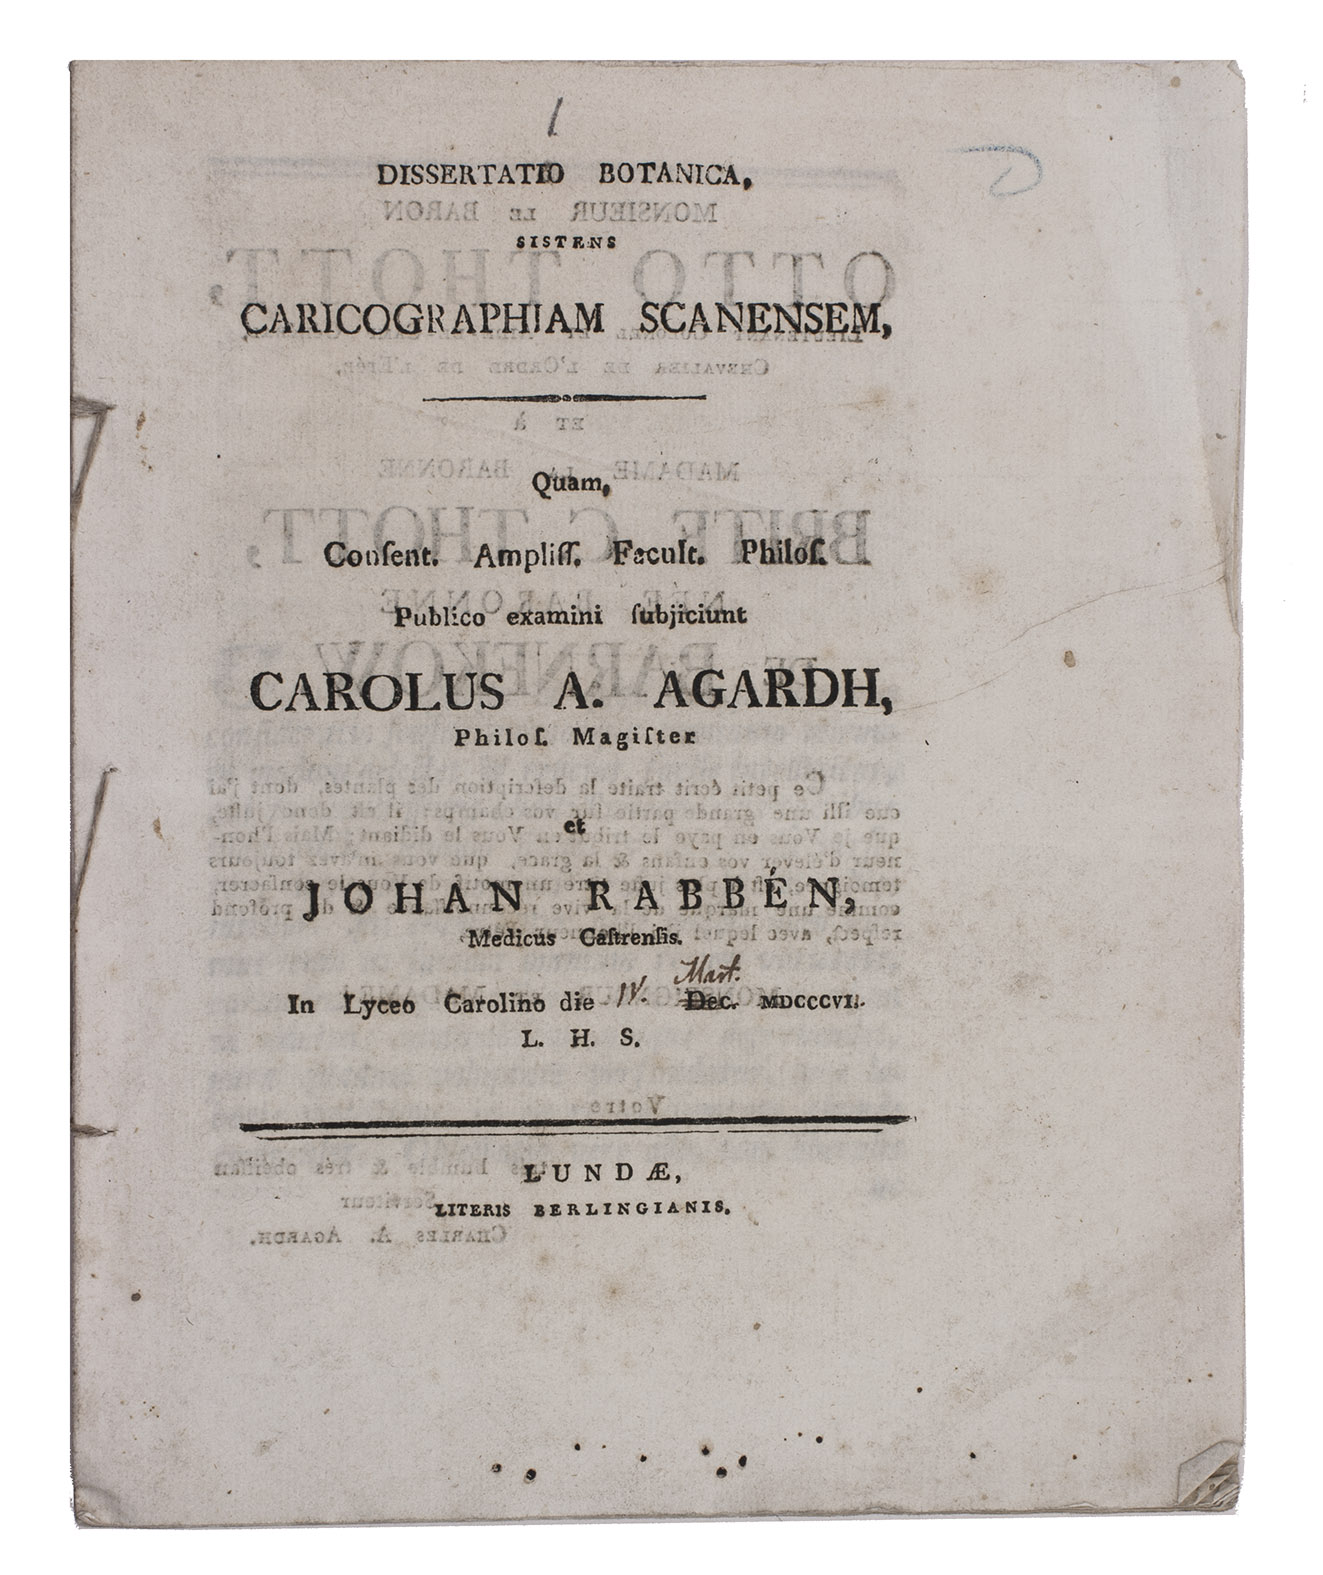 1
DISSERTATIO BOTANICA,
SISTENS
CARICOGRAPHIAM SCANENSEM,
Quam,
Conſent. Ampliſſ. Facult. Philoſ.
Publico examini ſubjiciunt
CAROLUS A. AGARDH,
Philoſ. Magiſter
et
JOHAN RABBÉN,
Medicus Caſtrenſis.
Mart.
In Lyceo Carolino die IV. Dec. MDCCCVII.
L. H. S.
LUNDÆ,
LITERIS BERLINGIANIS.